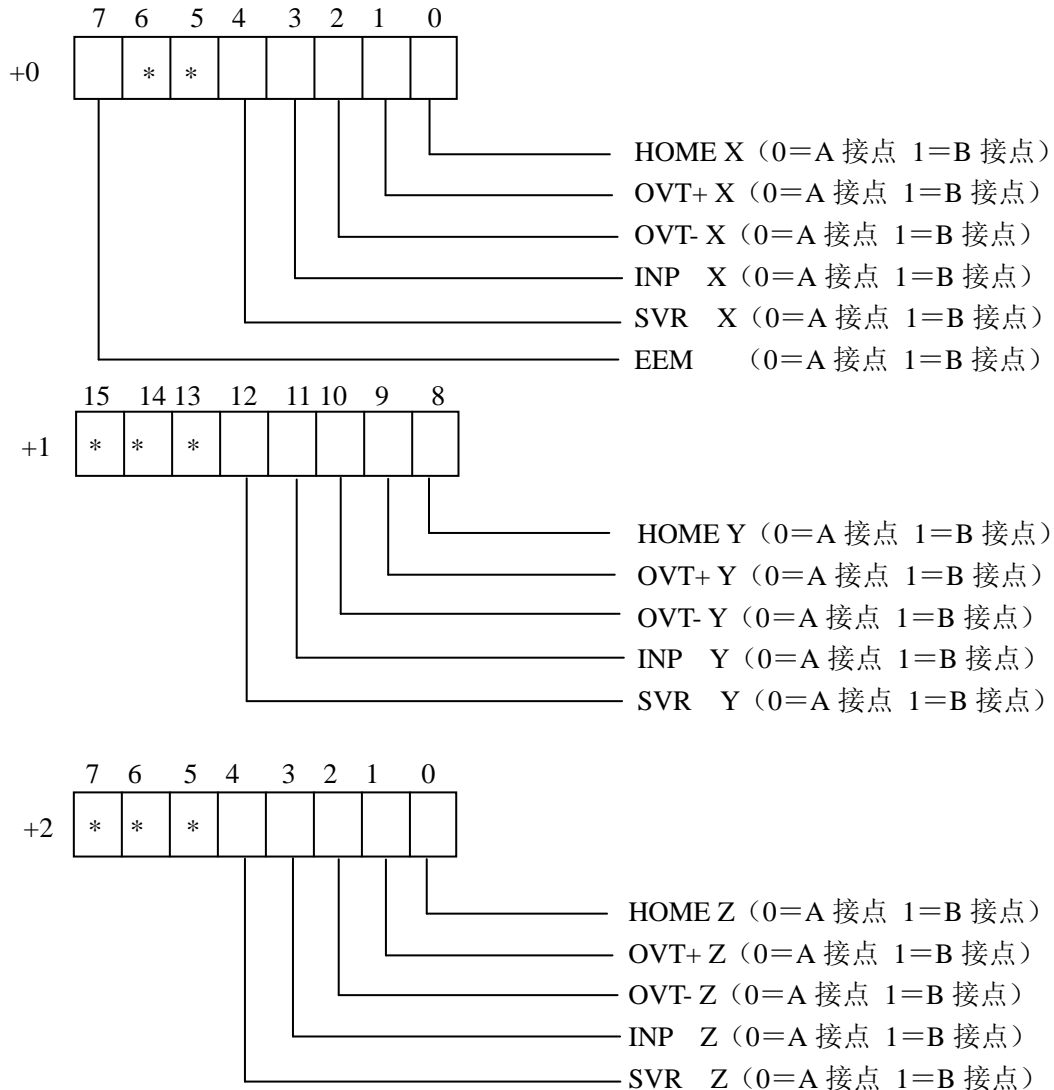 7 6 5 4 3 2 1 0
+0 * *
HOME X（0＝A 接点 1＝B 接点）
OVT+ X（0＝A 接点 1＝B 接点）
OVT- X（0＝A 接点 1＝B 接点）
INP X（0＝A 接点 1＝B 接点）
SVR X（0＝A 接点 1＝B 接点）
EEM （0＝A 接点 1＝B 接点）
15 14 13 12 11 10 9 8
+1 * * *
HOME Y（0＝A 接点 1＝B 接点）
OVT+ Y（0＝A 接点 1＝B 接点）
OVT- Y（0＝A 接点 1＝B 接点）
INP Y（0＝A 接点 1＝B 接点）
SVR Y（0＝A 接点 1＝B 接点）
7 6 5 4 3 2 1 0
+2 * * *
HOME Z（0＝A 接点 1＝B 接点）
OVT+ Z（0＝A 接点 1＝B 接点）
OVT- Z（0＝A 接点 1＝B 接点）
INP Z（0＝A 接点 1＝B 接点）
SVR Z（0＝A 接点 1＝B 接点）